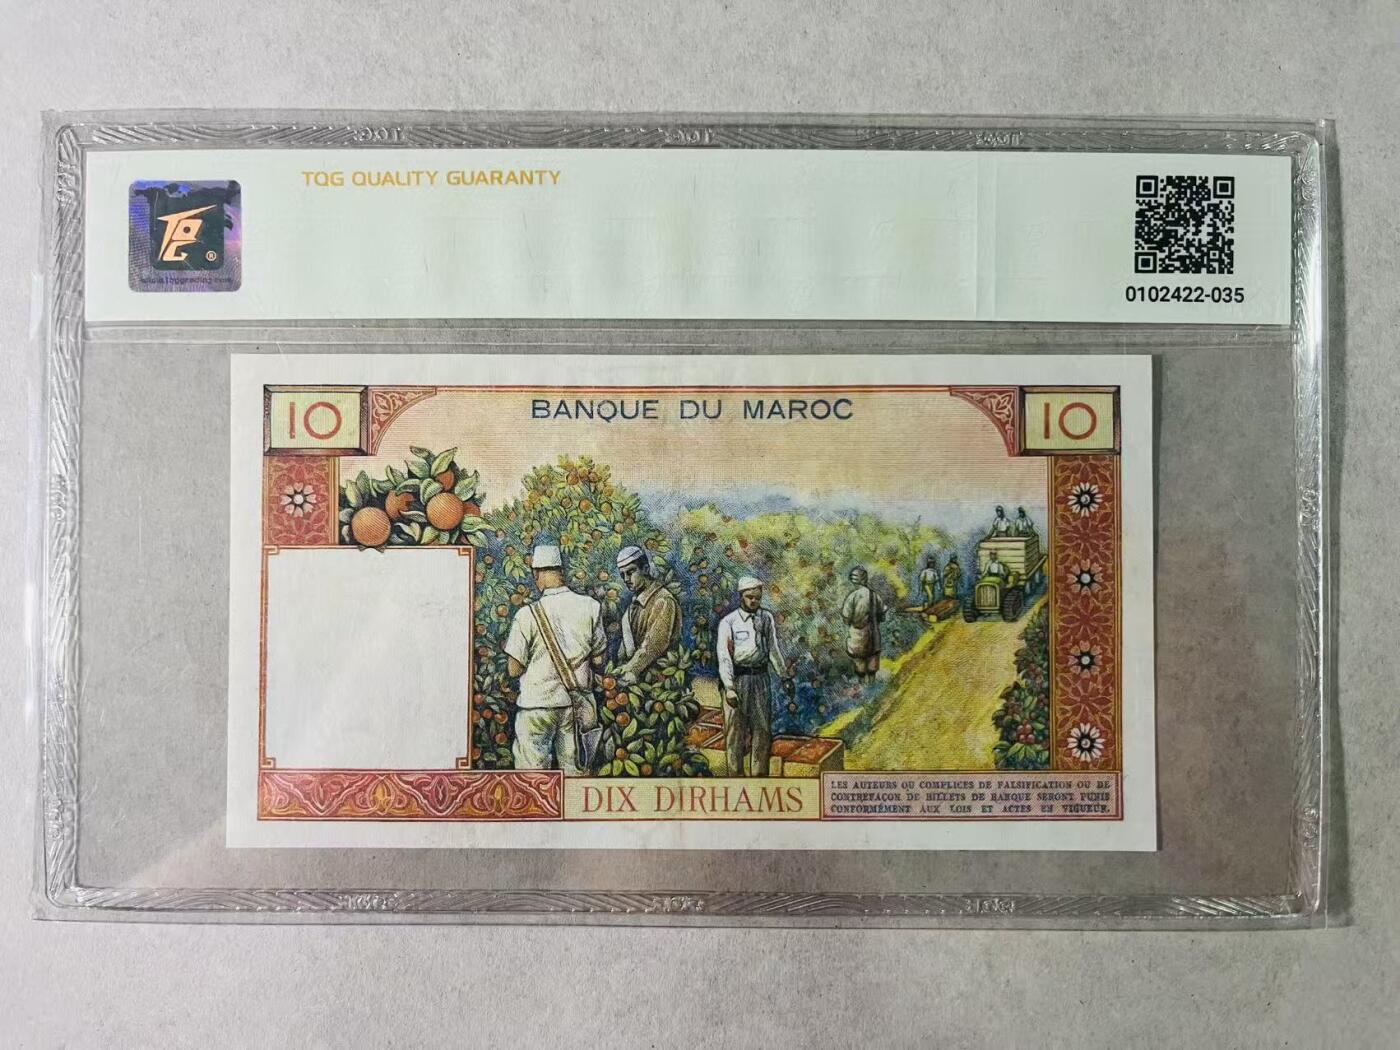 TQG QUALITY GUARANTY
TQG ®
0102422-035
10
BANQUE DU MAROC
10
DIX DIRHAMS
LES AUTEURS OU COMPLICES DE FALSIFICATION OU DE
CONTREFAÇON DE BILLETS DE BANQUE SERONT PUNIS
CONFORMÉMENT AUX LOIS ET ACTES EN VIGUEUR.